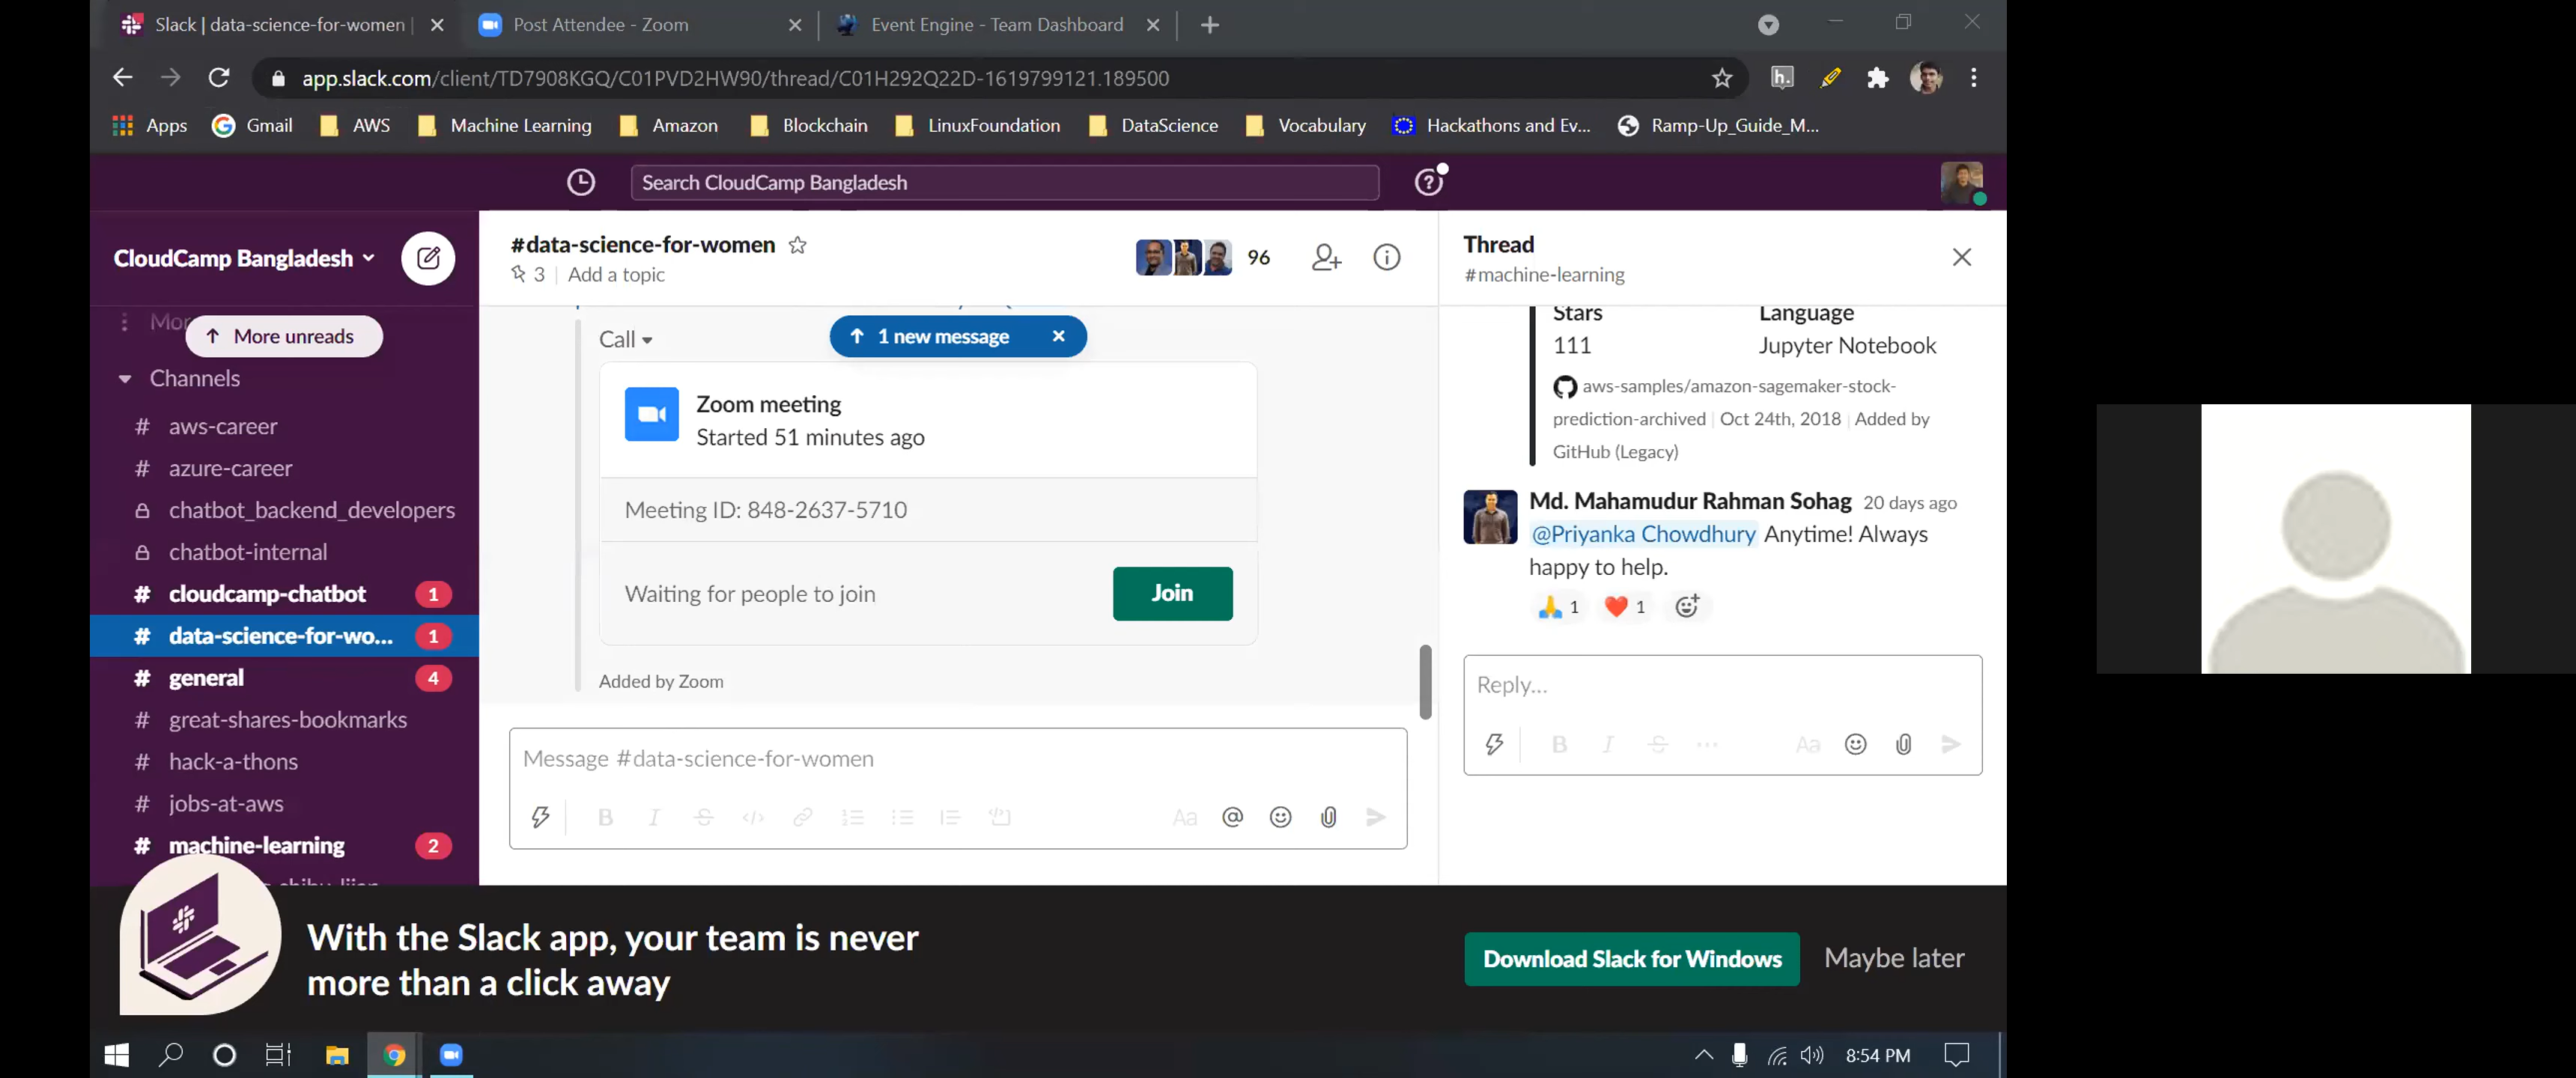 Slack | data-science-for-women |
Post Attendee - Zoom
Event Engine - Team Dashboard
app.slack.com/client/TD7908KGQ/C01PVD2HW90/thread/C01H292Q22D-1619799121.189500
h.
Apps
Gmail
AWS
Machine Learning
Amazon
Blockchain
LinuxFoundation
DataScience
Vocabulary
Hackathons and Ev...
Ramp-Up_Guide_M...
Search CloudCamp Bangladesh
CloudCamp Bangladesh
More unreads
Channels
# aws-career
# azure-career
chatbot_backend_developers
chatbot-internal
# cloudcamp-chatbot 1
# data-science-for-wo... 1
# general 4
# great-shares-bookmarks
# hack-a-thons
# jobs-at-aws
# machine-learning 2
#data-science-for-women
3 | Add a topic
96
1 new message
Call
Zoom meeting
Started 51 minutes ago
Meeting ID: 848-2637-5710
Waiting for people to join
Join
Added by Zoom
Message #data-science-for-women
Thread
#machine-learning
Stars
Language
111
Jupyter Notebook
aws-samples/amazon-sagemaker-stock-
prediction-archived | Oct 24th, 2018 | Added by
GitHub (Legacy)
Md. Mahamudur Rahman Sohag 20 days ago
@Priyanka Chowdhury Anytime! Always
happy to help.
1
1
Reply...
With the Slack app, your team is never
more than a click away
Download Slack for Windows
Maybe later
8:54 PM